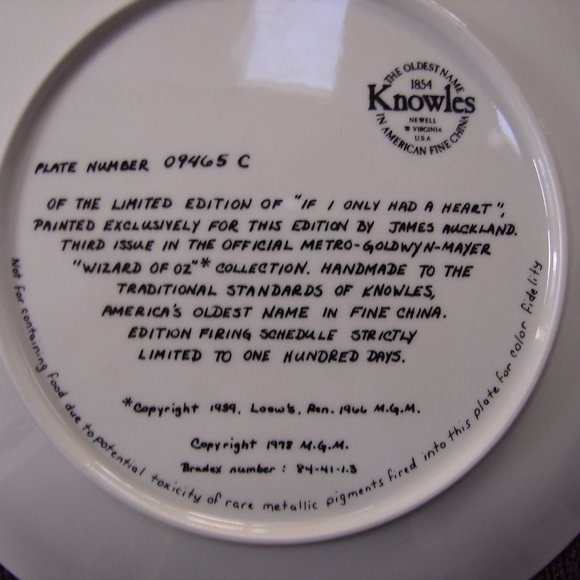 THE OLDEST NAME
1854
Knowles
NEWELL
W VIRGINIA
U.S.A
IN AMERICAN FINE CHINA
PLATE NUMBER 09465 C
OF THE LIMITED EDITION OF "IF I ONLY HAD A HEART",
PAINTED EXCLUSIVELY FOR THIS EDITION BY JAMES AUCKLAND.
THIRD ISSUE IN THE OFFICIAL METRO-GOLDWYN-MAYER
"WIZARD OF OZ"* COLLECTION. HANDMADE TO THE
TRADITIONAL STANDARDS OF KNOWLES,
AMERICA'S OLDEST NAME IN FINE CHINA.
EDITION FIRING SCHEDULE STRICTLY
LIMITED TO ONE HUNDRED DAYS.
*Copyright 1939, Loew's, Ren. 1966 M.G.M.
Copyright 1978 M.G.M.
Bradex number: 84-41-1.3
Not for containing food due to potential toxicity of rare metallic pigments fired into this plate for color fidelity